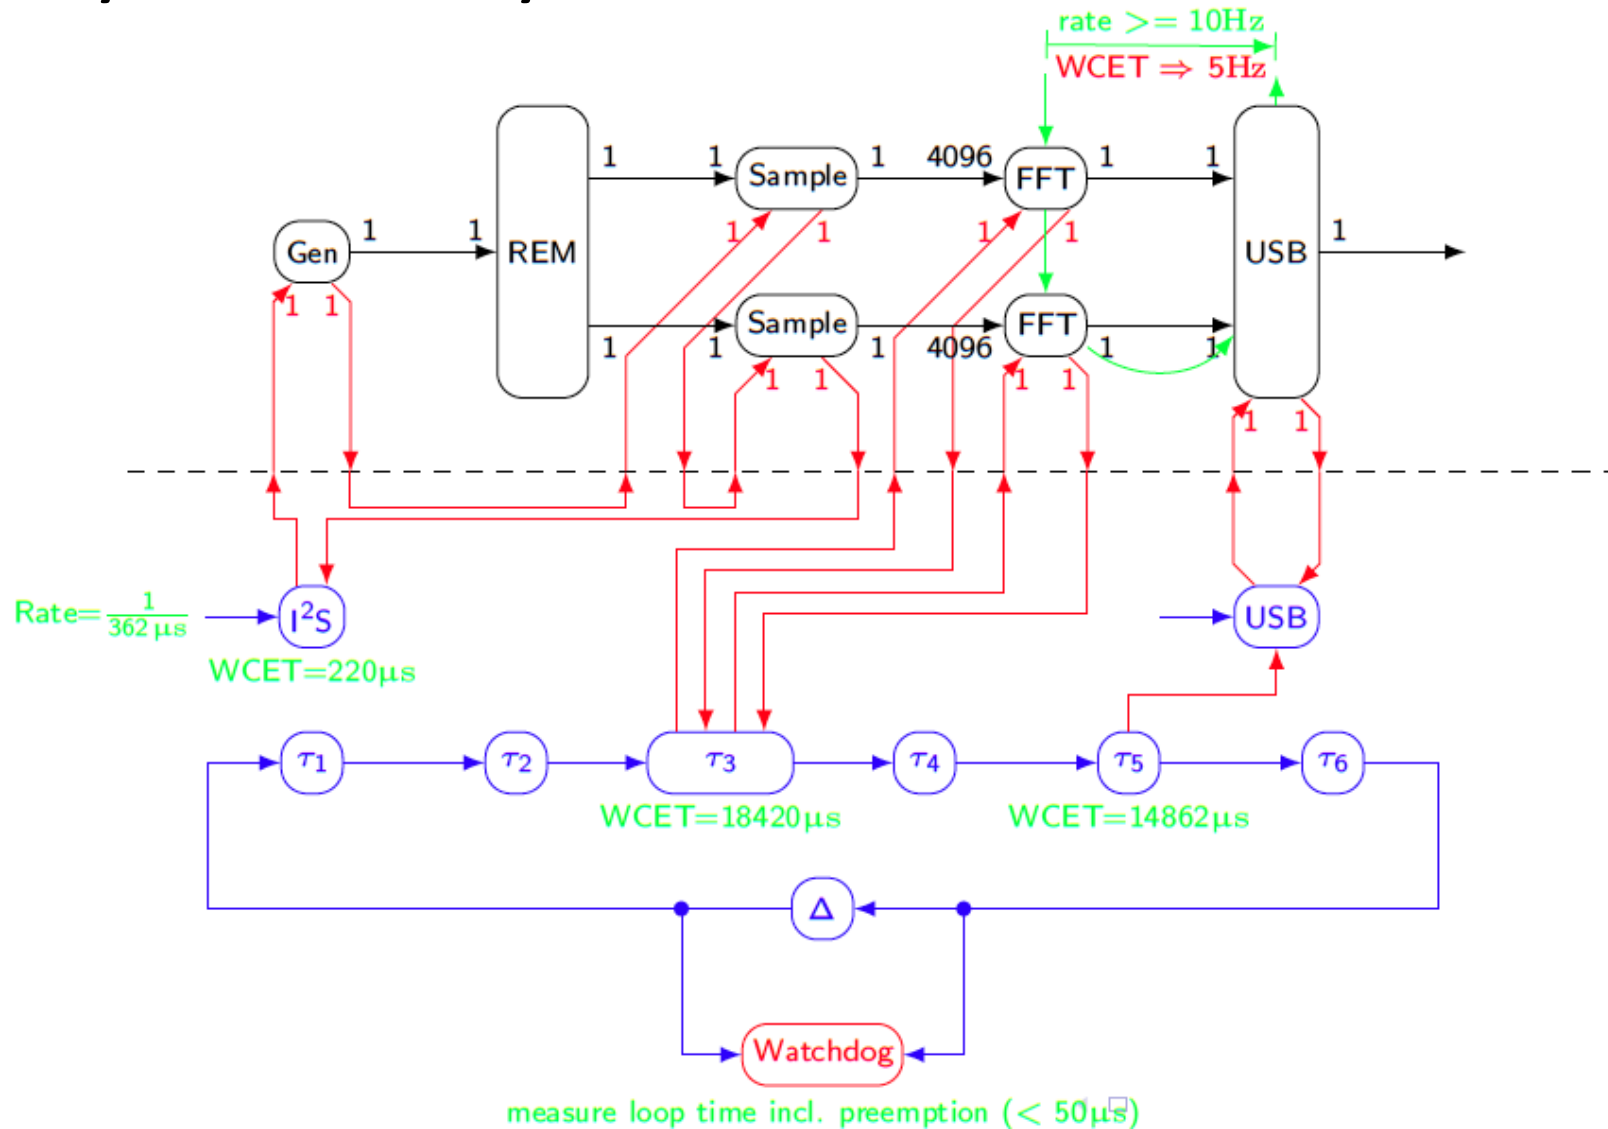 rate >= 10Hz
WCET ⇒ 5Hz
1 1 1 4096 1 1
Sample FFT
1 1 1 1
1 1 1
Gen REM USB
1 1
Sample FFT
1 1 1 4096 1 1
1 1 1 1
1 1
Rate=1/362 µs
I²S
USB
WCET=220µs
τ1 τ2 τ3 τ4 τ5 τ6
WCET=18420µs WCET=14862µs
Δ
Watchdog
measure loop time incl. preemption (< 50µs)